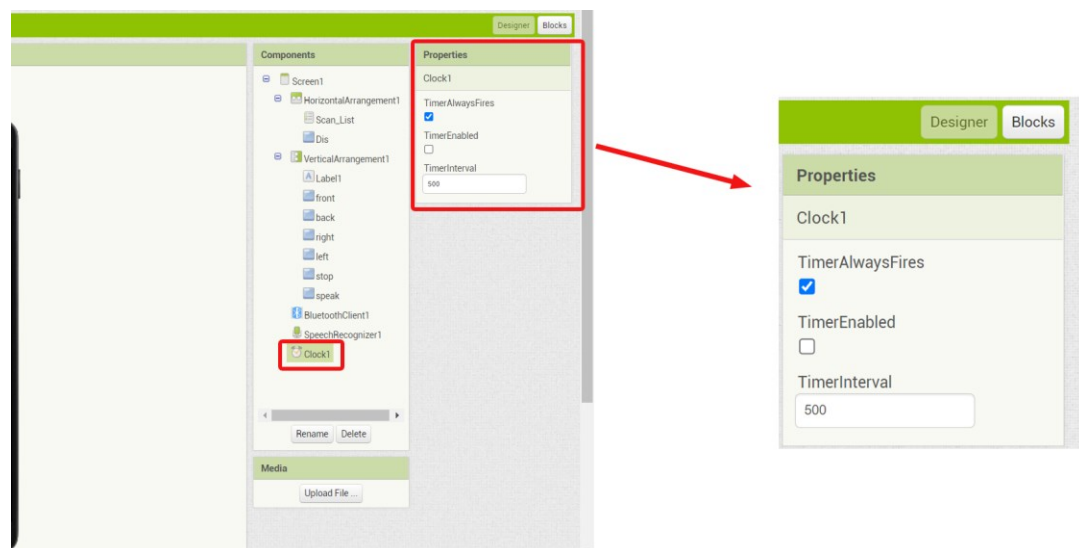 Designer Blocks
Components
Screen1
HorizontalArrangement1
Scan_List
Dis
VerticalArrangement1
Label1
front
back
right
left
stop
speak
BluetoothClient1
SpeechRecognizer1
Clock1
Rename Delete
Media
Upload File ...
Properties
Clock1
TimerAlwaysFires
TimerEnabled
TimerInterval
500
Designer Blocks
Properties
Clock1
TimerAlwaysFires
TimerEnabled
TimerInterval
500